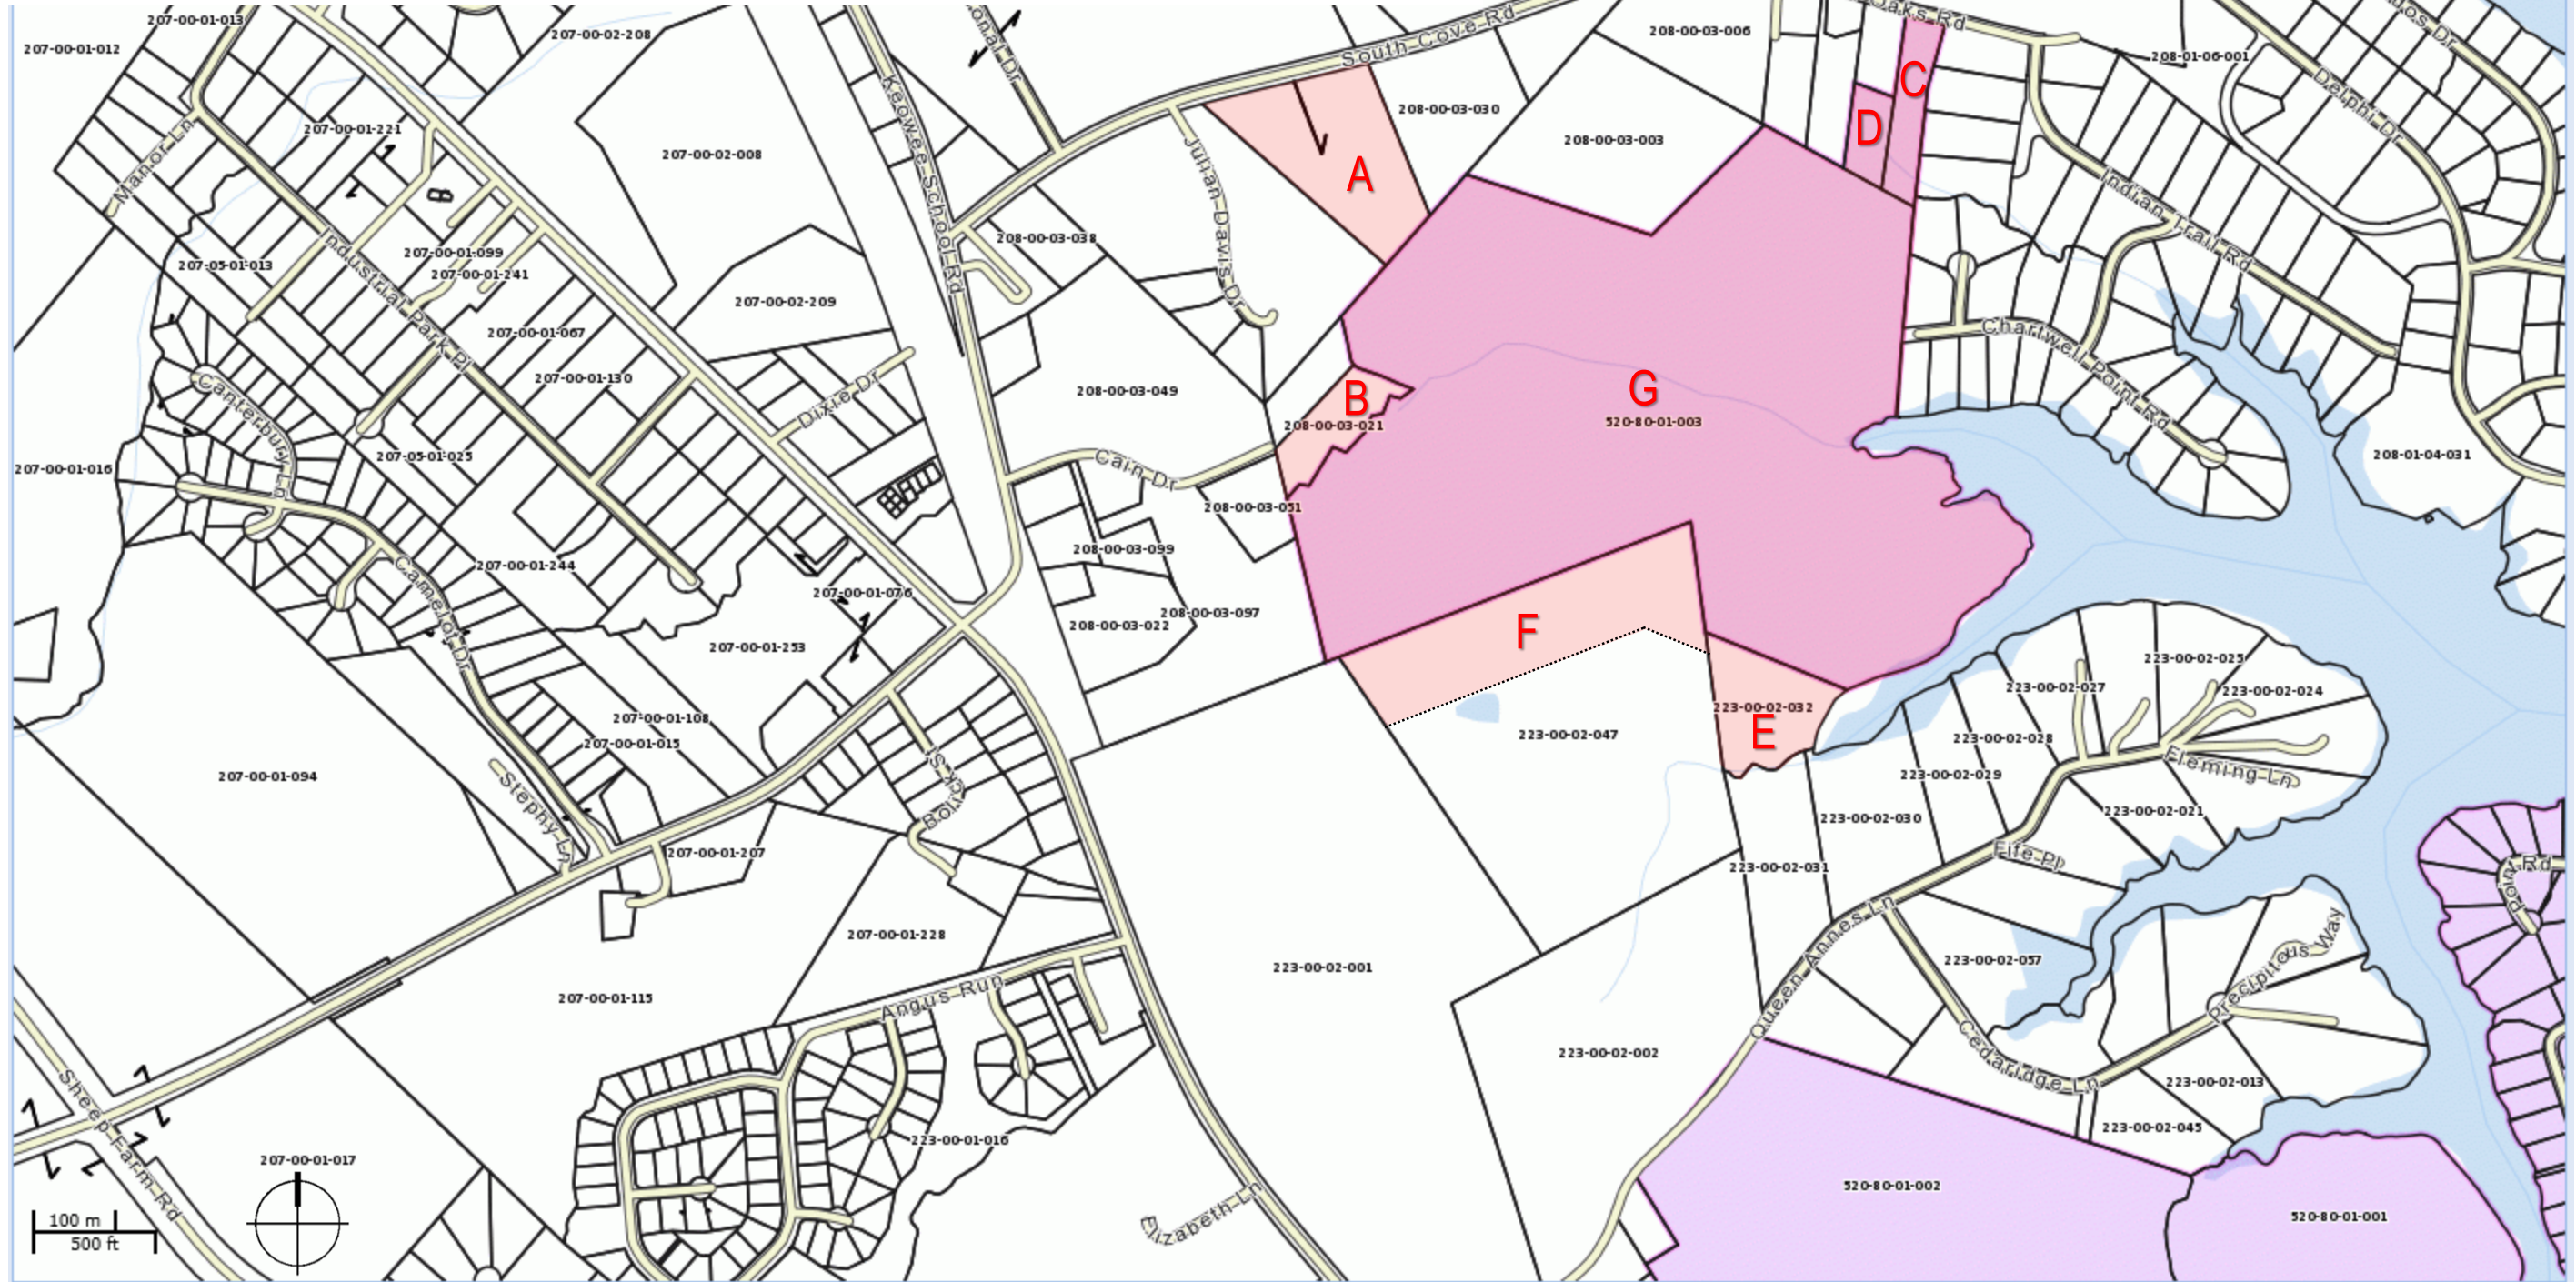 207-00-01-013
207-00-01-012
207-00-02-208
onal Dr
South Cove Rd
208-00-03-006
Oaks Rd
208-01-06-001
Delphi Dr
dos Dr
Keowee School Rd
C
207-00-01-221
Manor Ln
207-00-02-008
208-00-03-030
208-00-03-003
D
A
Julian Davis Dr
Indian Trail Rd
207-05-01-013
207-00-01-099
207-00-01-241
208-00-03-038
Industrial Park Pl
207-00-02-209
207-00-01-067
207-00-01-130
Chartwell Point Rd
Canterbury Ln
Dixie Dr
208-00-03-049
B
G
208-00-03-021
520-80-01-003
207-00-01-016
207-05-01-025
Cain Dr
208-01-04-031
208-00-03-051
207-00-01-244
Camelot Dr
208-00-03-099
207-00-01-076
208-00-03-097
208-00-03-022
F
207-00-01-253
223-00-02-025
223-00-02-027
223-00-02-024
223-00-02-032
E
207-00-01-108
207-00-01-015
223-00-02-047
223-00-02-028
Fleming Ln
207-00-01-094
Stephy Ln
Bolick St
223-00-02-029
223-00-02-021
223-00-02-030
207-00-01-207
223-00-02-031
Fife Pl
Point Rd
Queen Annes Ln
207-00-01-228
223-00-02-001
223-00-02-057
Precipitous Way
207-00-01-115
Angus Run
Cedaridge Ln
223-00-02-002
223-00-02-013
223-00-02-045
Sheep Farm Rd
223-00-01-016
207-00-01-017
Elizabeth Ln
520-80-01-002
520-80-01-001
100 m
500 ft